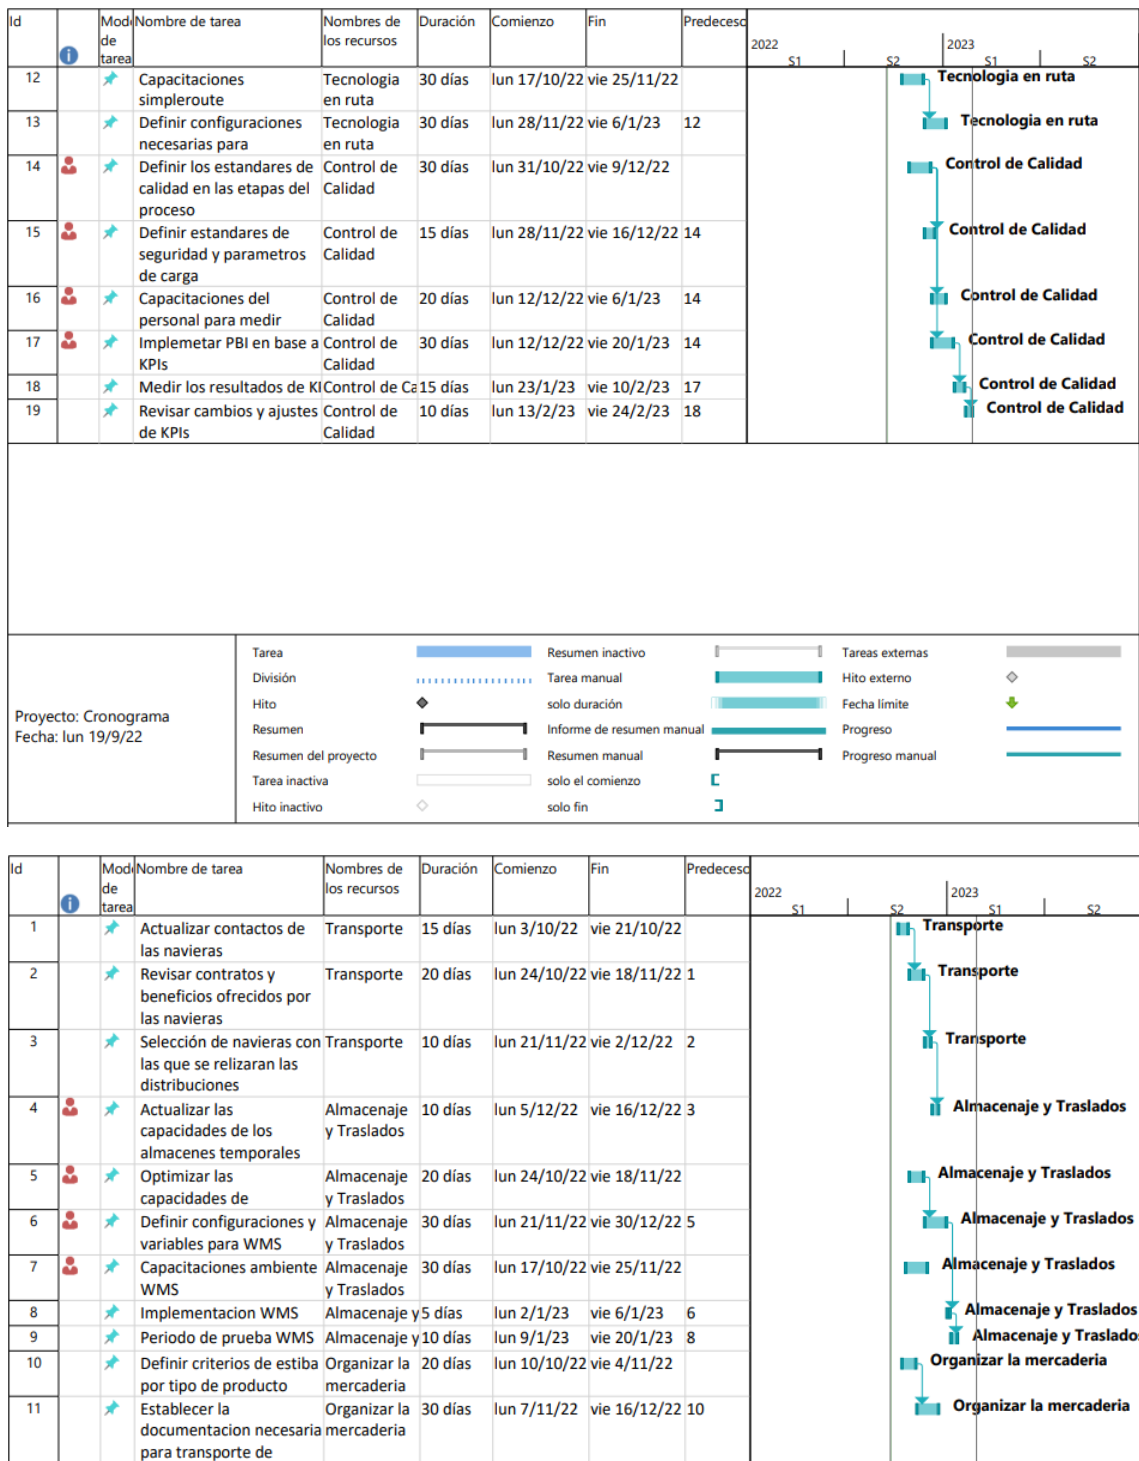 Id Modo de tarea Nombre de tarea Nombres de los recursos Duración Comienzo Fin Predeceso
2022 2023
S1 S2 S1 S2
12 Capacitaciones simpleroute Tecnologia en ruta 30 días lun 17/10/22 vie 25/11/22 Tecnologia en ruta
13 Definir configuraciones necesarias para Tecnologia en ruta 30 días lun 28/11/22 vie 6/1/23 12 Tecnologia en ruta
14 Definir los estandares de calidad en las etapas del proceso Control de Calidad 30 días lun 31/10/22 vie 9/12/22 Control de Calidad
15 Definir estandares de seguridad y parametros de carga Control de Calidad 15 días lun 28/11/22 vie 16/12/22 14 Control de Calidad
16 Capacitaciones del personal para medir Control de Calidad 20 días lun 12/12/22 vie 6/1/23 14 Control de Calidad
17 Implemetar PBI en base a KPIs Control de Calidad 30 días lun 12/12/22 vie 20/1/23 14 Control de Calidad
18 Medir los resultados de KI Control de Ca 15 días lun 23/1/23 vie 10/2/23 17 Control de Calidad
19 Revisar cambios y ajustes de KPIs Control de Calidad 10 días lun 13/2/23 vie 24/2/23 18 Control de Calidad
Proyecto: Cronograma
Fecha: lun 19/9/22
Tarea Resumen inactivo Tareas externas
División Tarea manual Hito externo
Hito solo duración Fecha límite
Resumen Informe de resumen manual Progreso
Resumen del proyecto Resumen manual Progreso manual
Tarea inactiva solo el comienzo
Hito inactivo solo fin
Id Modo de tarea Nombre de tarea Nombres de los recursos Duración Comienzo Fin Predeceso
2022 2023
S1 S2 S1 S2
1 Actualizar contactos de las navieras Transporte 15 días lun 3/10/22 vie 21/10/22 Transporte
2 Revisar contratos y beneficios ofrecidos por las navieras Transporte 20 días lun 24/10/22 vie 18/11/22 1 Transporte
3 Selección de navieras con las que se relizaran las distribuciones Transporte 10 días lun 21/11/22 vie 2/12/22 2 Transporte
4 Actualizar las capacidades de los almacenes temporales Almacenaje y Traslados 10 días lun 5/12/22 vie 16/12/22 3 Almacenaje y Traslados
5 Optimizar las capacidades de Almacenaje y Traslados 20 días lun 24/10/22 vie 18/11/22 Almacenaje y Traslados
6 Definir configuraciones y variables para WMS Almacenaje y Traslados 30 días lun 21/11/22 vie 30/12/22 5 Almacenaje y Traslados
7 Capacitaciones ambiente WMS Almacenaje y Traslados 30 días lun 17/10/22 vie 25/11/22 Almacenaje y Traslados
8 Implementacion WMS Almacenaje y 5 días lun 2/1/23 vie 6/1/23 6 Almacenaje y Traslados
9 Periodo de prueba WMS Almacenaje y 10 días lun 9/1/23 vie 20/1/23 8 Almacenaje y Traslados
10 Definir criterios de estiba por tipo de producto Organizar la mercaderia 20 días lun 10/10/22 vie 4/11/22 Organizar la mercaderia
11 Establecer la documentacion necesaria para transporte de Organizar la mercaderia 30 días lun 7/11/22 vie 16/12/22 10 Organizar la mercaderia